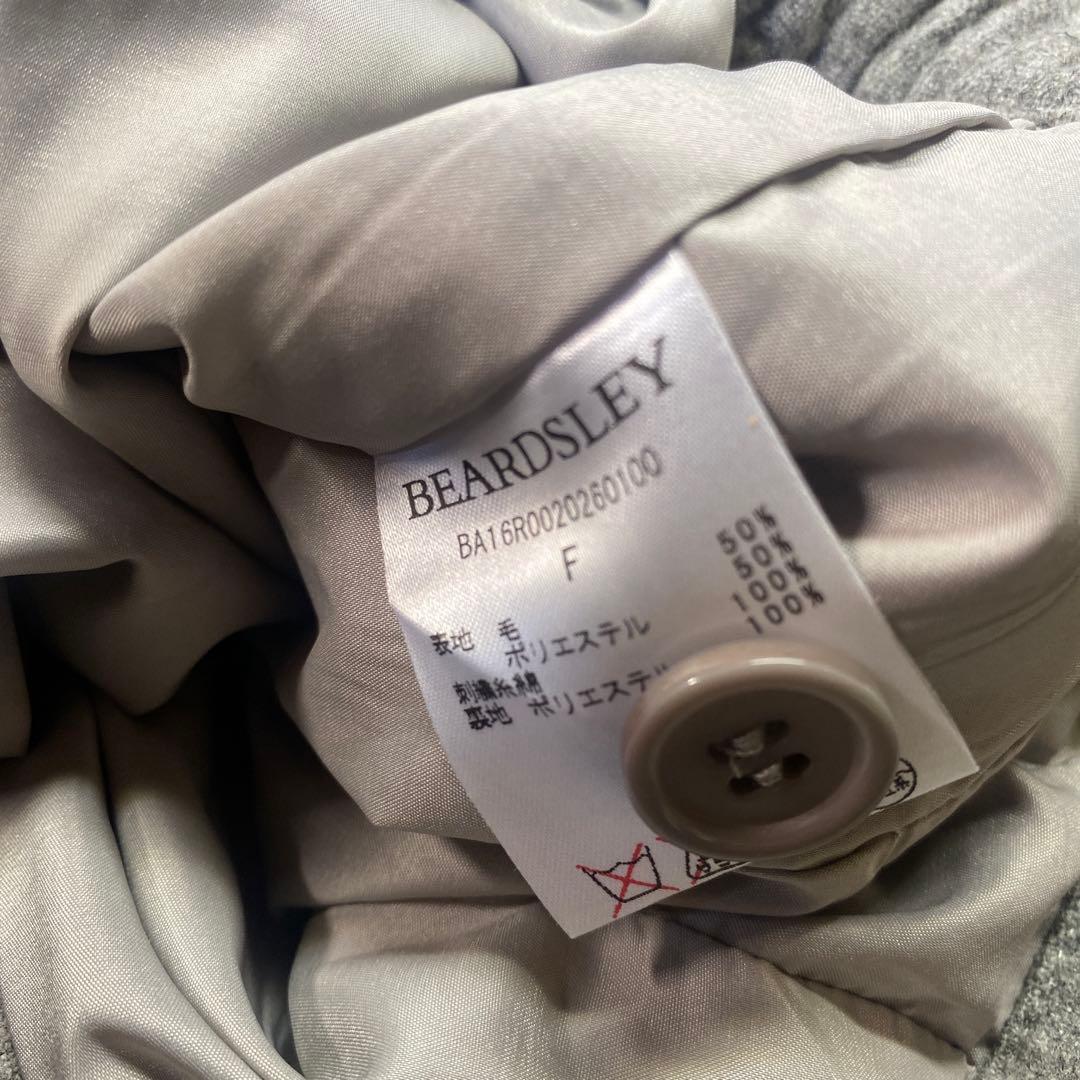 BEARDSLEY
BA16R0020260100
F
表地 毛 50%
ポリエステル 50%
刺繍糸 綿 100%
裏地 ポリエステル 100%